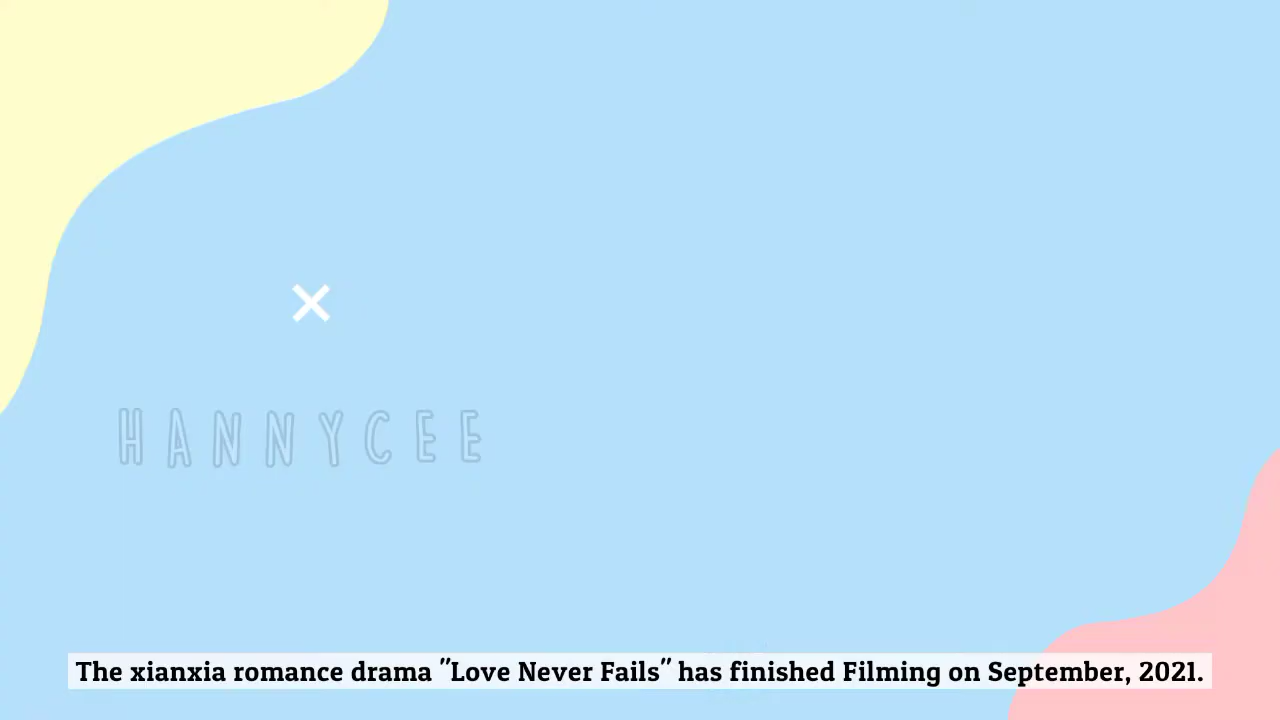 HANNYCEE
The xianxia romance drama "Love Never Fails" has finished Filming on September, 2021.